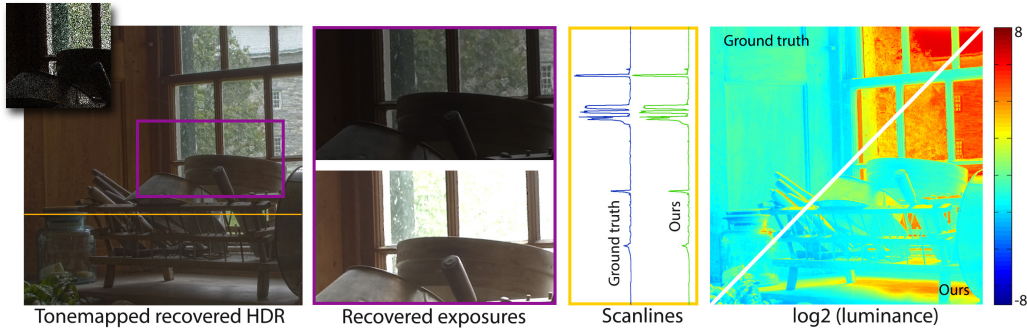 Ground truth
8
Ground truth
Ours
Ours
-8
Tonemapped recovered HDR
Recovered exposures
Scanlines
log2 (luminance)